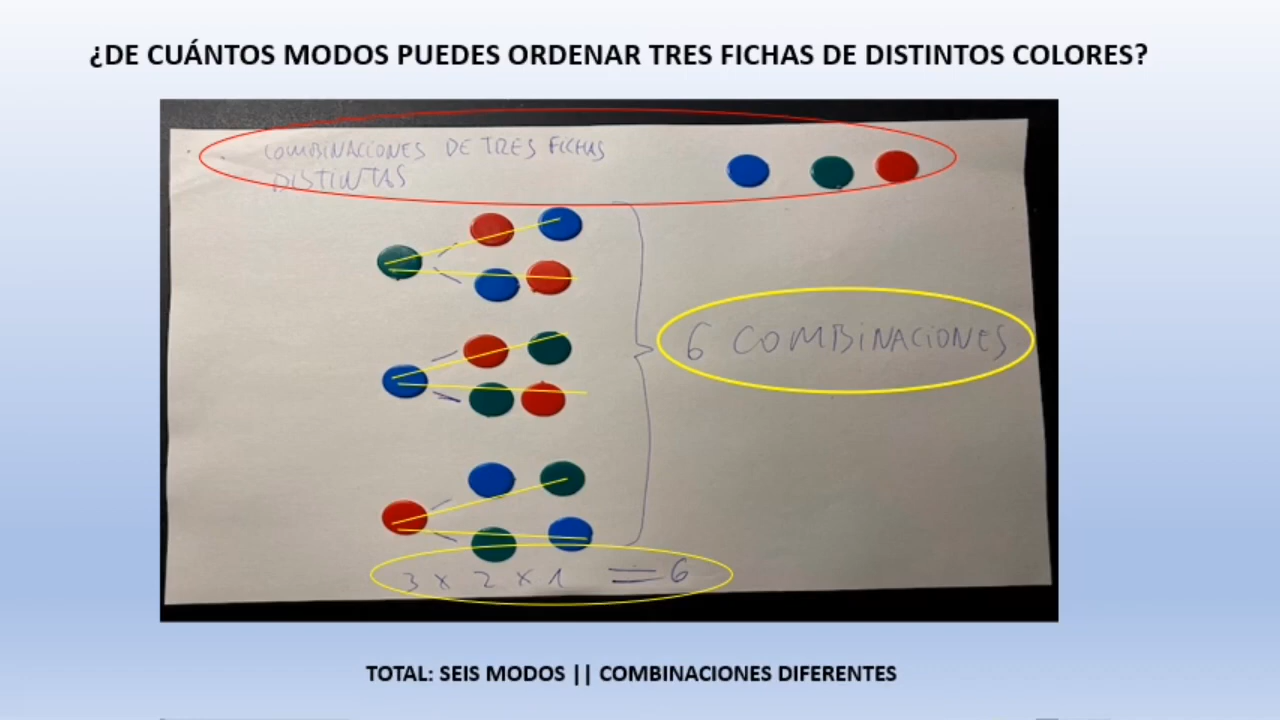 ¿DE CUÁNTOS MODOS PUEDES ORDENAR TRES FICHAS DE DISTINTOS COLORES?
COMBINACIONES DE TRES FICHAS
DISTINTAS
6 COMBINACIONES
3 x 2 x 1 = 6
TOTAL: SEIS MODOS || COMBINACIONES DIFERENTES